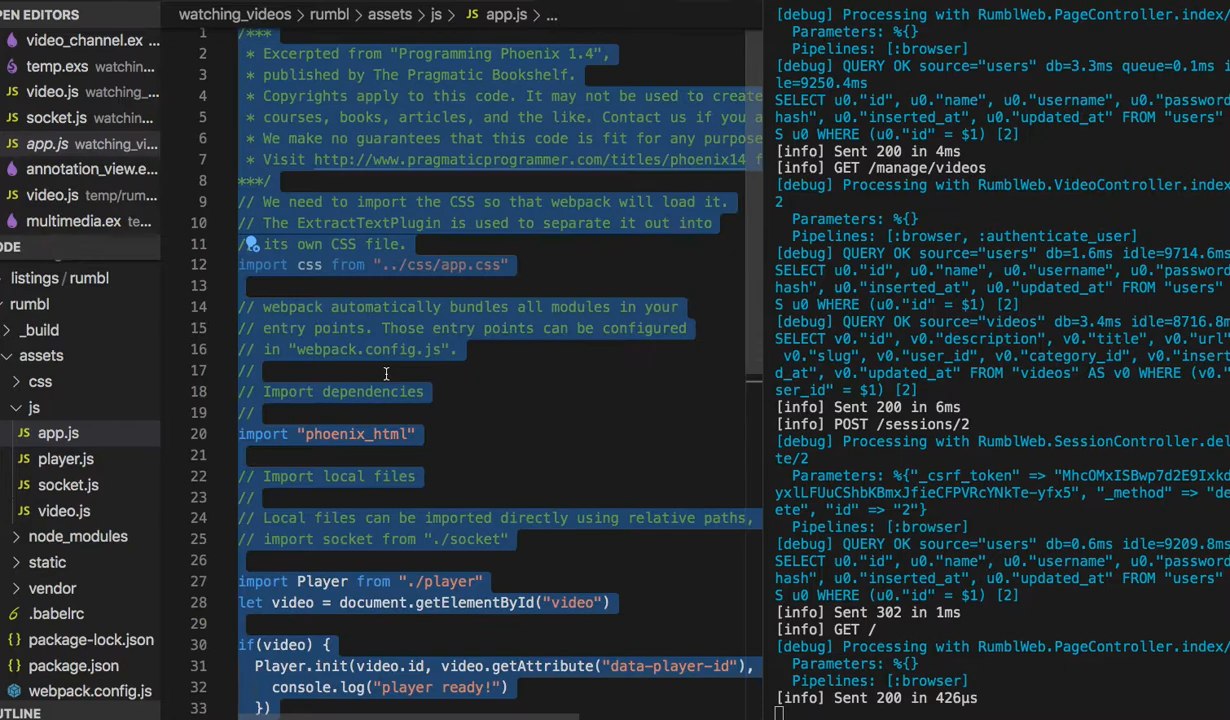 PEN EDITORS
video_channel.ex ...
temp.exs watchin...
video.js watching_...
socket.js watching...
app.js watching_vi...
annotation_view.e...
video.js temp/rum...
multimedia.ex te...
ODE
listings / rumbl
rumbl
_build
assets
css
js
JS app.js
JS player.js
JS socket.js
JS video.js
node_modules
static
vendor
.babelrc
package-lock.json
package.json
webpack.config.js
UTLINE
watching_videos > rumbl > assets > js > JS app.js > ...
1 /***
2 * Excerpted from "Programming Phoenix 1.4",
3 * published by The Pragmatic Bookshelf.
4 * Copyrights apply to this code. It may not be used to create
5 * courses, books, articles, and the like. Contact us if you a
6 * We make no guarantees that this code is fit for any purpose
7 * Visit http://www.pragmaticprogrammer.com/titles/phoenix14 f
8 ***/
9 // We need to import the CSS so that webpack will load it.
10 // The ExtractTextPlugin is used to separate it out into
11 // its own CSS file.
12 import css from "../css/app.css"
13
14 // webpack automatically bundles all modules in your
15 // entry points. Those entry points can be configured
16 // in "webpack.config.js".
17 //
18 // Import dependencies
19 //
20 import "phoenix_html"
21
22 // Import local files
23 //
24 // Local files can be imported directly using relative paths,
25 // import socket from "./socket"
26
27 import Player from "./player"
28 let video = document.getElementById("video")
29
30 if(video) {
31 Player.init(video.id, video.getAttribute("data-player-id"),
32 console.log("player ready!")
33 })
[debug] Processing with RumblWeb.PageController.index/
Parameters: %{}
Pipelines: [:browser]
[debug] QUERY OK source="users" db=3.3ms queue=0.1ms i
le=9250.4ms
SELECT u0."id", u0."name", u0."username", u0."password
hash", u0."inserted_at", u0."updated_at" FROM "users"
S u0 WHERE (u0."id" = $1) [2]
[info] Sent 200 in 4ms
[info] GET /manage/videos
[debug] Processing with RumblWeb.VideoController.index
2
Parameters: %{}
Pipelines: [:browser, :authenticate_user]
[debug] QUERY OK source="users" db=1.6ms idle=9714.6m
SELECT u0."id", u0."name", u0."username", u0."password
hash", u0."inserted_at", u0."updated_at" FROM "users"
S u0 WHERE (u0."id" = $1) [2]
[debug] QUERY OK source="videos" db=3.4ms idle=8716.8m
SELECT v0."id", v0."description", v0."title", v0."url"
v0."slug", v0."user_id", v0."category_id", v0."insert
d_at", v0."updated_at" FROM "videos" AS v0 WHERE (v0."
ser_id" = $1) [2]
[info] Sent 200 in 6ms
[info] POST /sessions/2
[debug] Processing with RumblWeb.SessionController.del
te/2
Parameters: %{"_csrf_token" => "MhcOMxISBwp7d2E9Ixkd
yxlLFUuCShbKBmxJfieCFPVRcYNkTe-yfx5", "_method" => "de
ete", "id" => "2"}
Pipelines: [:browser]
[debug] QUERY OK source="users" db=0.6ms idle=9209.8m
SELECT u0."id", u0."name", u0."username", u0."password
hash", u0."inserted_at", u0."updated_at" FROM "users"
S u0 WHERE (u0."id" = $1) [2]
[info] Sent 302 in 1ms
[info] GET /
[debug] Processing with RumblWeb.PageController.index/
Parameters: %{}
Pipelines: [:browser]
[info] Sent 200 in 426µs